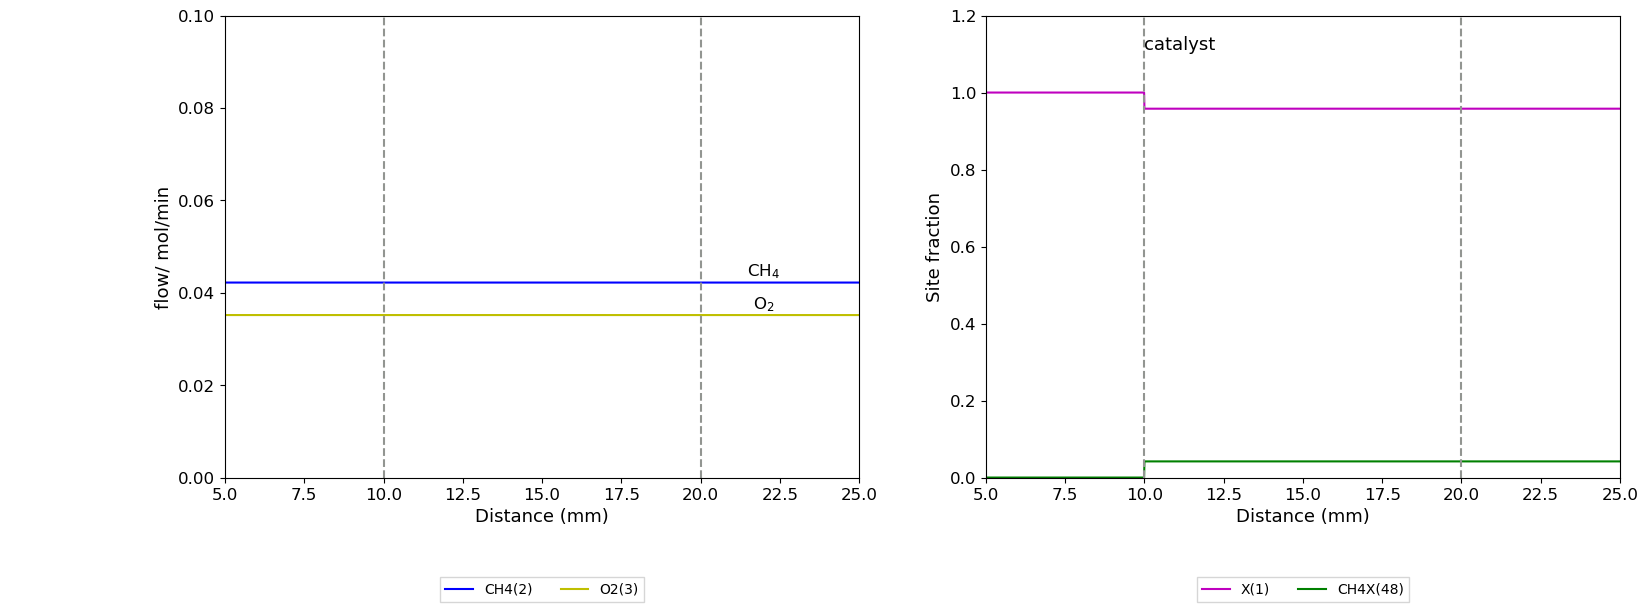 0.10
0.08
0.06
0.04
0.02
0.00
flow/ mol/min
CH₄
O₂
5.0 7.5 10.0 12.5 15.0 17.5 20.0 22.5 25.0
Distance (mm)
CH4(2) O2(3)
1.2
1.0
0.8
0.6
0.4
0.2
0.0
Site fraction
catalyst
5.0 7.5 10.0 12.5 15.0 17.5 20.0 22.5 25.0
Distance (mm)
X(1) CH4X(48)